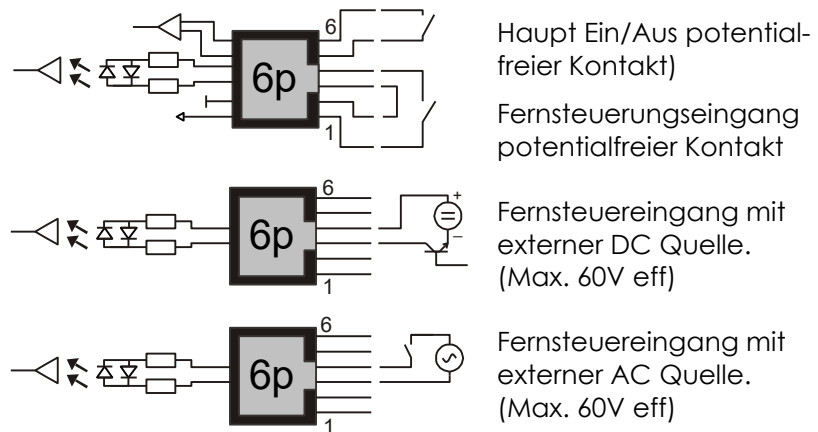 6
6p
1
Haupt Ein/Aus potential-
freier Kontakt)
Fernsteuerungseingang
potentialfreier Kontakt
6
6p
1
+
=
−
Fernsteuereingang mit
externer DC Quelle.
(Max. 60V eff)
6
6p
1
Fernsteuereingang mit
externer AC Quelle.
(Max. 60V eff)